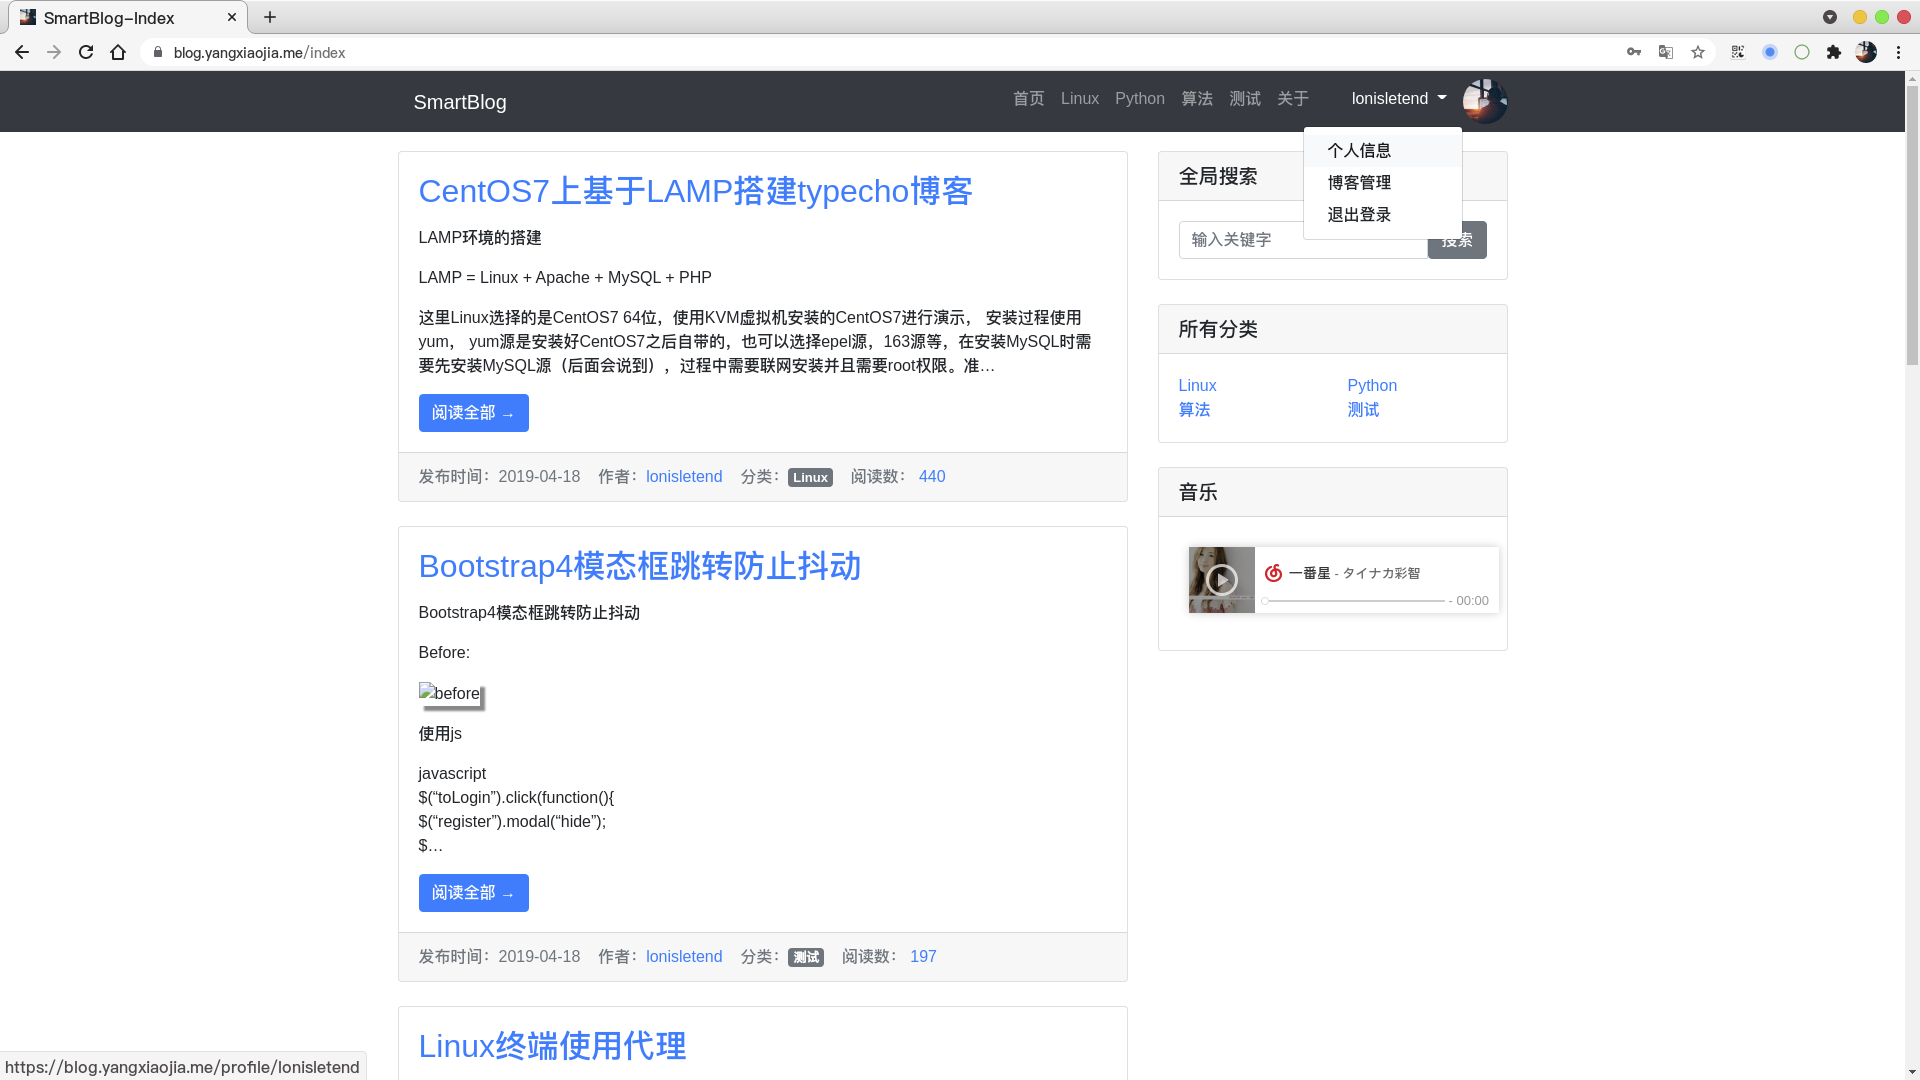 SmartBlog-Index
blog.yangxiaojia.me/index
SmartBlog
首页 Linux Python 算法 测试 关于 lonisletend
个人信息
博客管理
退出登录
CentOS7上基于LAMP搭建typecho博客
LAMP环境的搭建
LAMP = Linux + Apache + MySQL + PHP
这里Linux选择的是CentOS7 64位，使用KVM虚拟机安装的CentOS7进行演示， 安装过程使用
yum， yum源是安装好CentOS7之后自带的，也可以选择epel源，163源等，在安装MySQL时需
要先安装MySQL源（后面会说到），过程中需要联网安装并且需要root权限。准…
阅读全部 →
发布时间：2019-04-18 作者：lonisletend 分类：Linux 阅读数： 440
Bootstrap4模态框跳转防止抖动
Bootstrap4模态框跳转防止抖动
Before:
before
使用js
javascript
$(“toLogin”).click(function(){
$(“register”).modal(“hide”);
$…
阅读全部 →
发布时间：2019-04-18 作者：lonisletend 分类：测试 阅读数： 197
Linux终端使用代理
全局搜索
输入关键字
搜索
所有分类
Linux Python
算法 测试
音乐
一番星 - タイナカ彩智
- 00:00
https://blog.yangxiaojia.me/profile/lonisletend